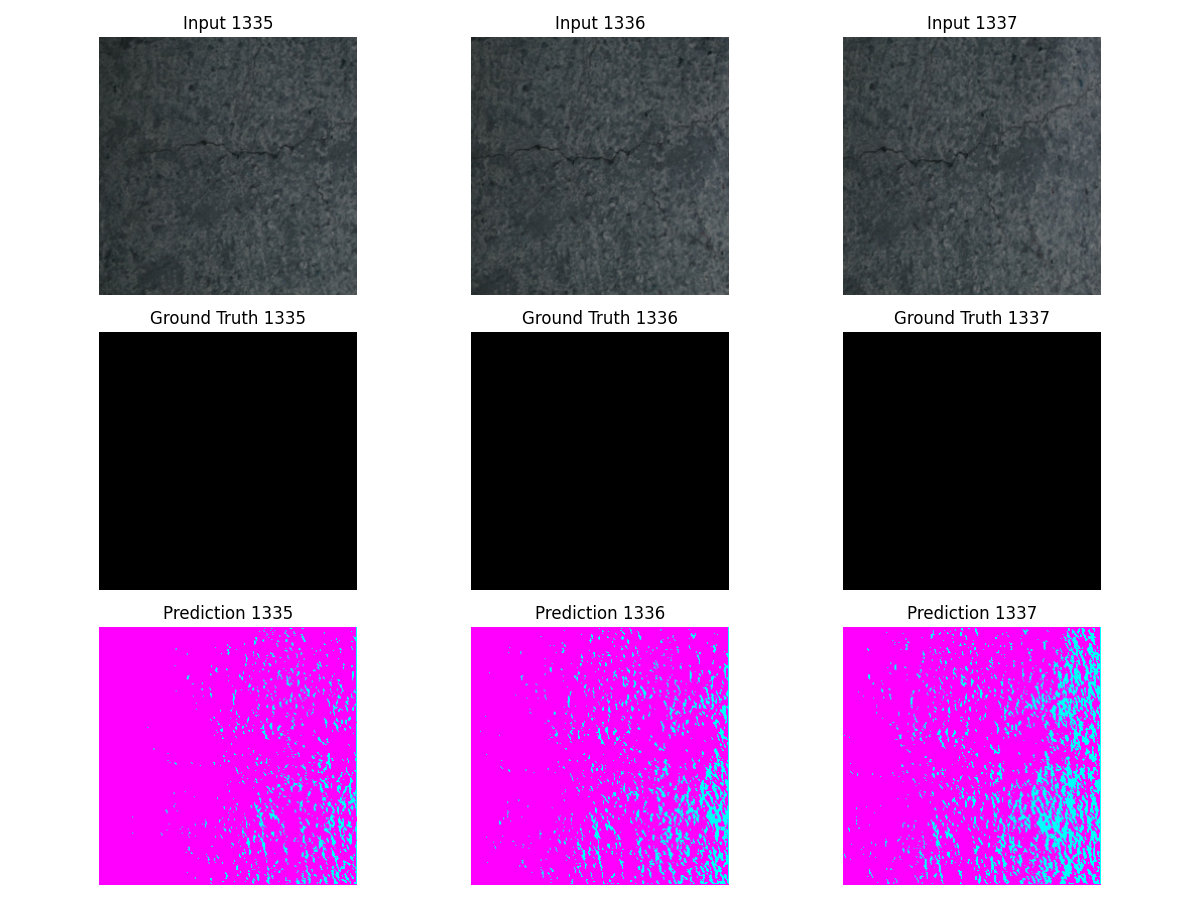 Input 1335
Input 1336
Input 1337
Ground Truth 1335
Ground Truth 1336
Ground Truth 1337
Prediction 1335
Prediction 1336
Prediction 1337